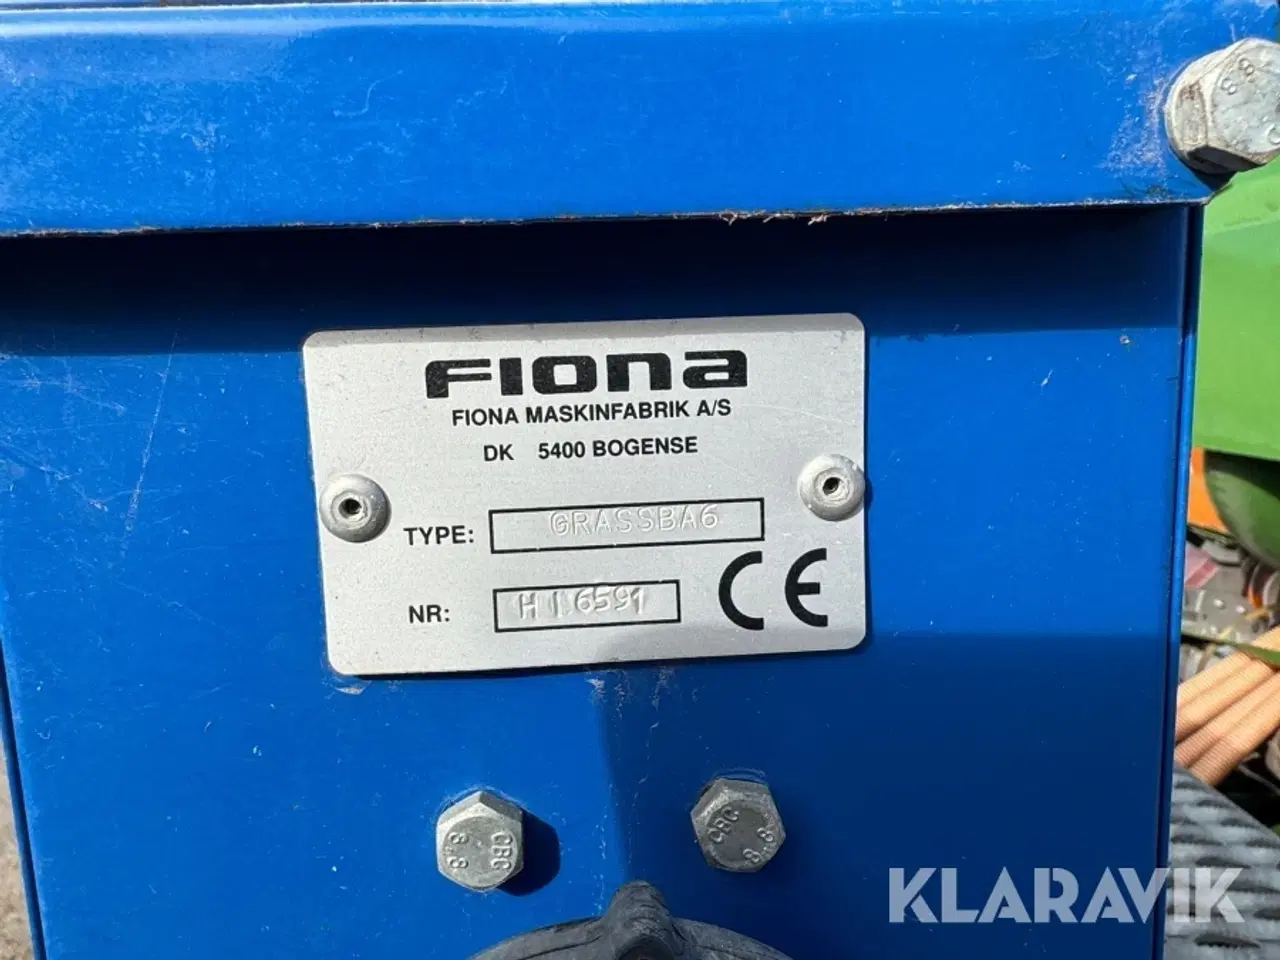 8.8
FIONA
FIONA MASKINFABRIK A/S
DK 5400 BOGENSE
TYPE: GRASSBA6
NR: H I 6591
CE
CBC
8.8
CBC
8.8
KLARAVIK